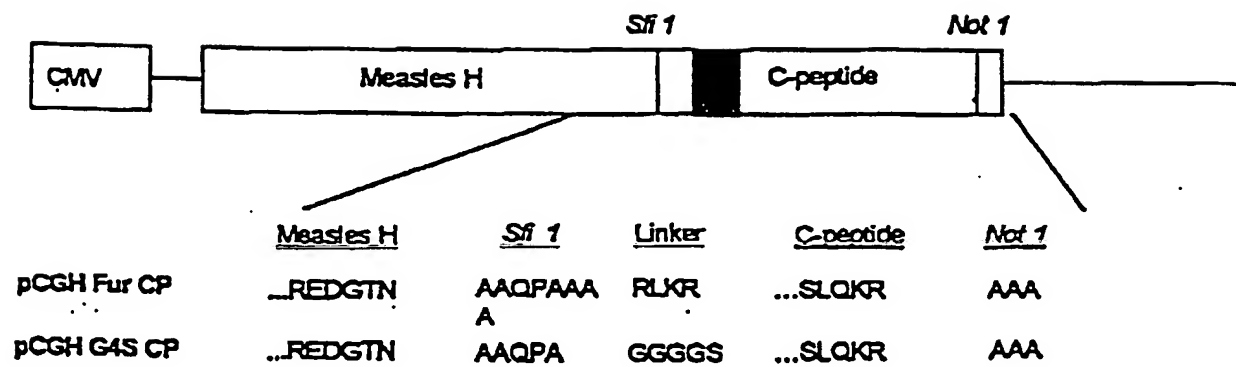 Sfi 1 Not 1
CMV Measles H C-peptide
Measles H Sfi 1 Linker C-peotide Not 1
pCGH Fur CP ...REDGTN AAQPAAA RLKR ...SLQKR AAA
A
pCGH G4S CP ...REDGTN AAQPA GGGGS ...SLQKR AAA